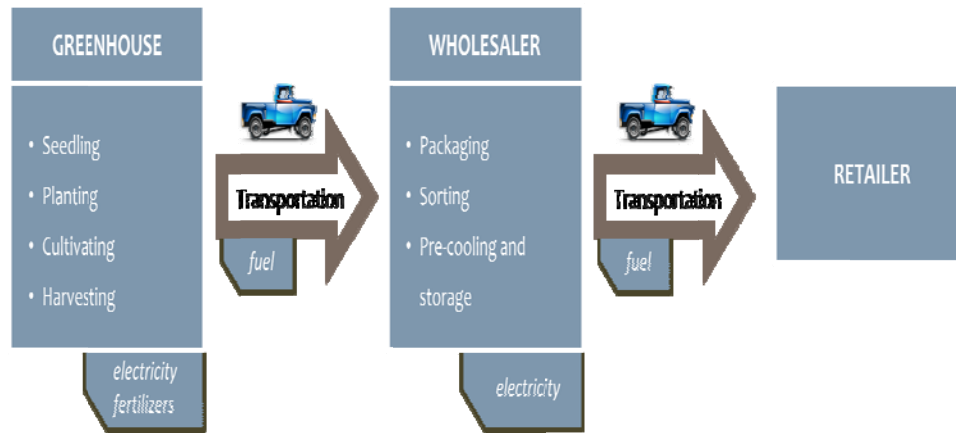 GREENHOUSE
• Seedling
• Planting
• Cultivating
• Harvesting
electricity
fertilizers
Transportation
fuel
WHOLESALER
• Packaging
• Sorting
• Pre-cooling and
storage
electricity
Transportation
fuel
RETAILER